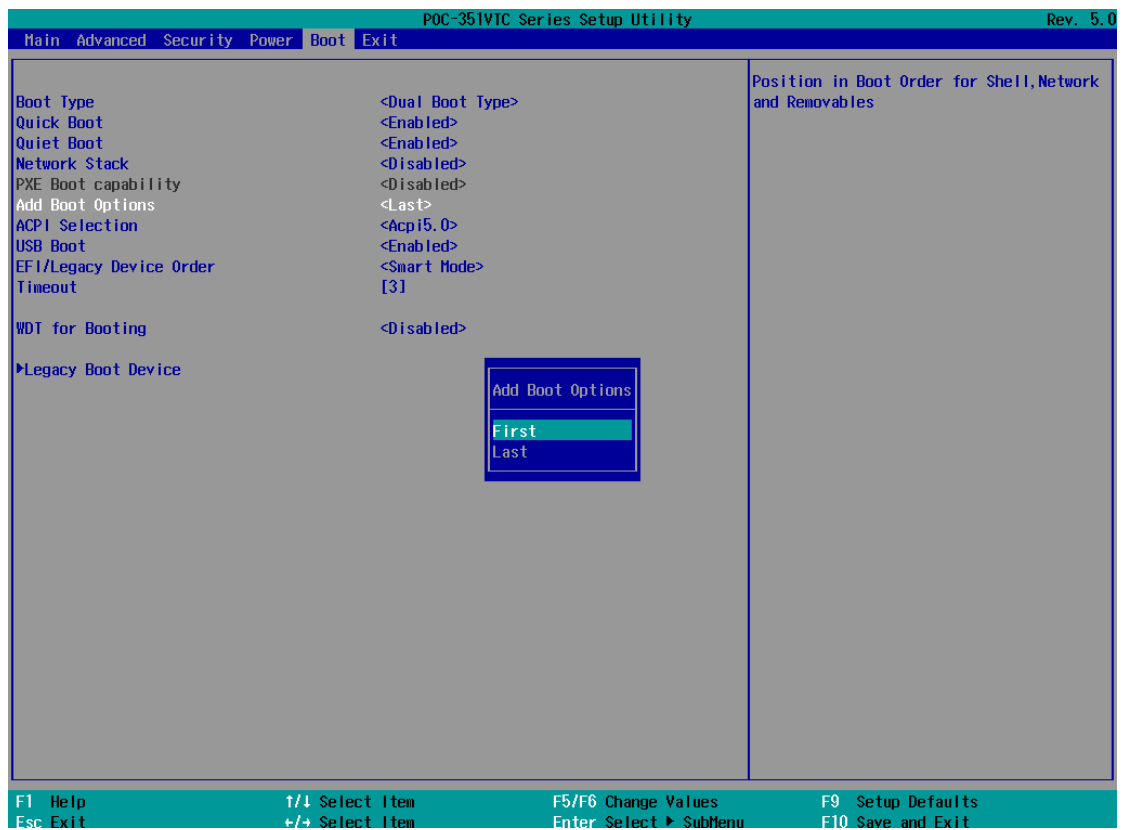 POC-351VTC Series Setup Utility Rev. 5.0
Main Advanced Security Power Boot Exit
Boot Type <Dual Boot Type>
Quick Boot <Enabled>
Quiet Boot <Enabled>
Network Stack <Disabled>
PXE Boot capability <Disabled>
Add Boot Options <Last>
ACPI Selection <Acpi5.0>
USB Boot <Enabled>
EFI/Legacy Device Order <Smart Mode>
Timeout [3]
WDT for Booting <Disabled>
▶Legacy Boot Device
Add Boot Options
First
Last
Position in Boot Order for Shell,Network
and Removables
F1 Help ↑/↓ Select Item F5/F6 Change Values F9 Setup Defaults
Esc Exit ←/→ Select Item Enter Select ▶ SubMenu F10 Save and Exit